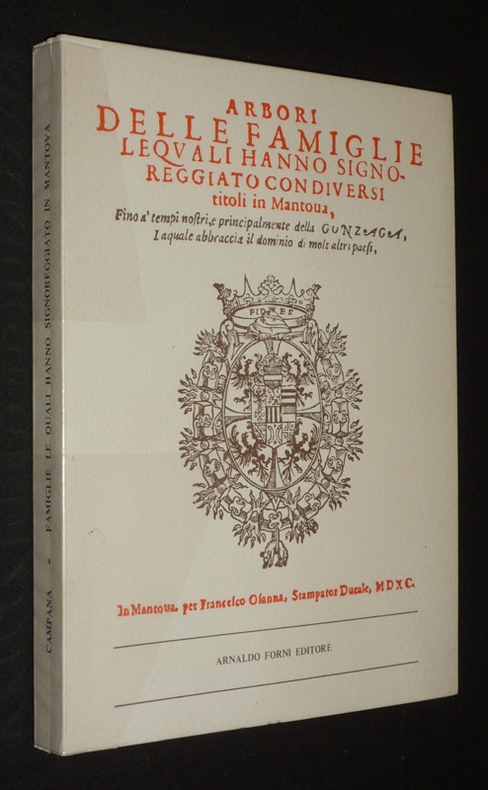 ARBORI
DELLE FAMIGLIE
LEQVALI HANNO SIGNO-
REGGIATO CON DIVERSI
titoli in Mantoua,
Fino a' tempi nostri, e principalmente della GUNZAGA,
Laquale abbraccia il dominio di molt altri paesi,
FIDES
In Mantoua. per Francesco Osanna, Stampator Ducale, MDXC.
ARNALDO FORNI EDITORE
CAMPANA - FAMIGLIE LE QUALI HANNO SIGNOREGGIATO IN MANTOVA